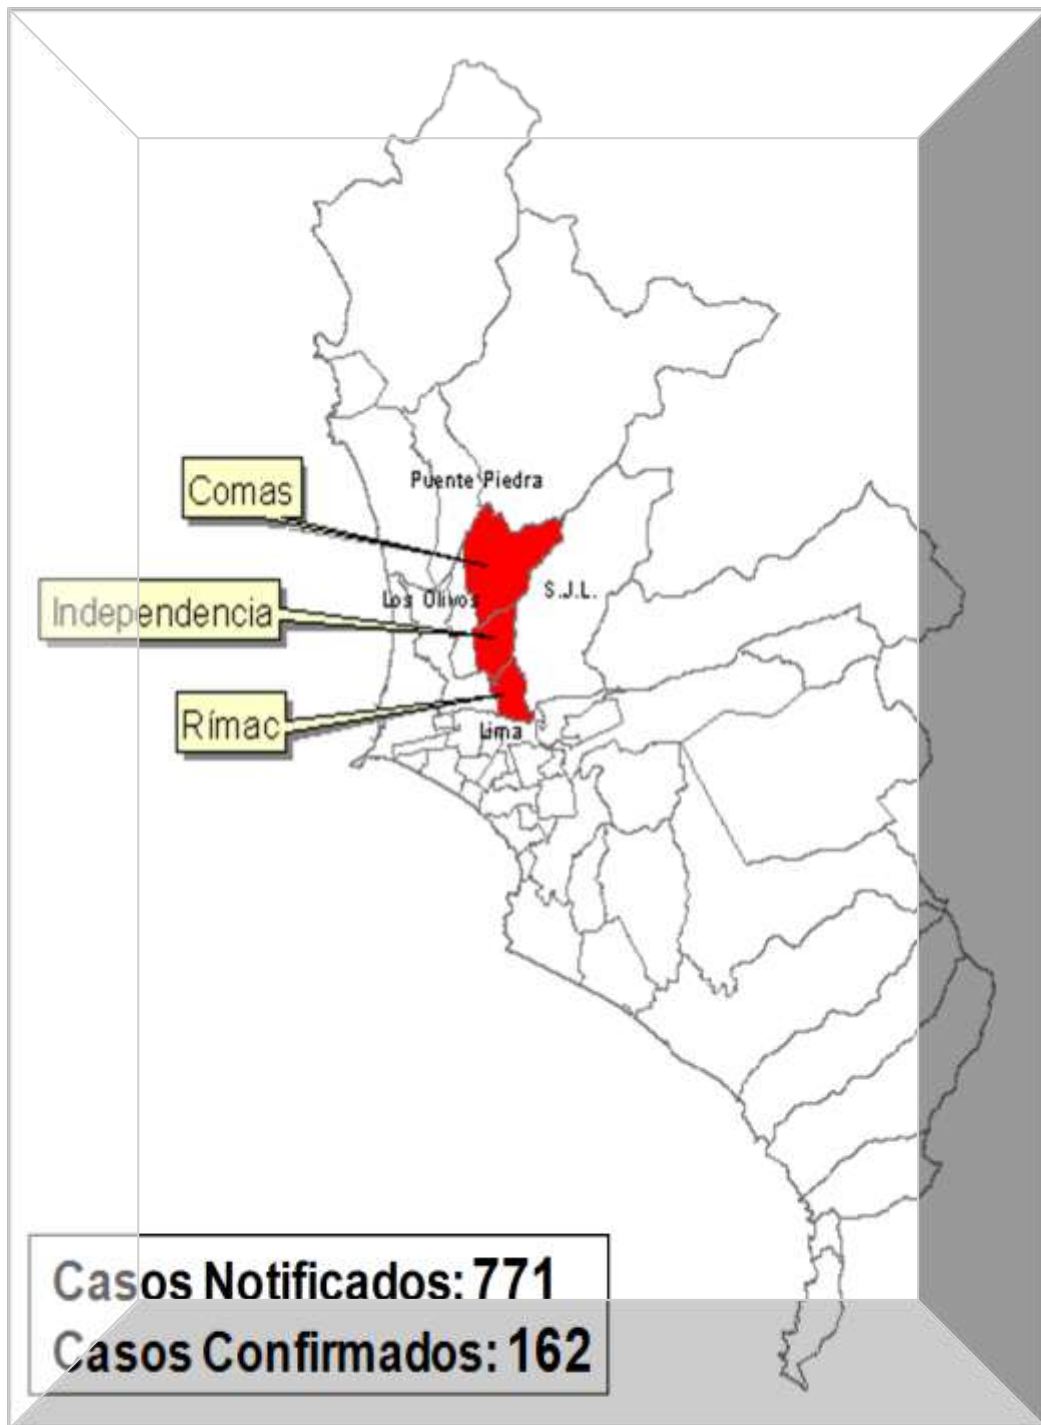 Puente Piedra
Comas
Los Olivos
S.J.L.
Independencia
Rímac
Lima
Casos Notificados: 771
Casos Confirmados: 162